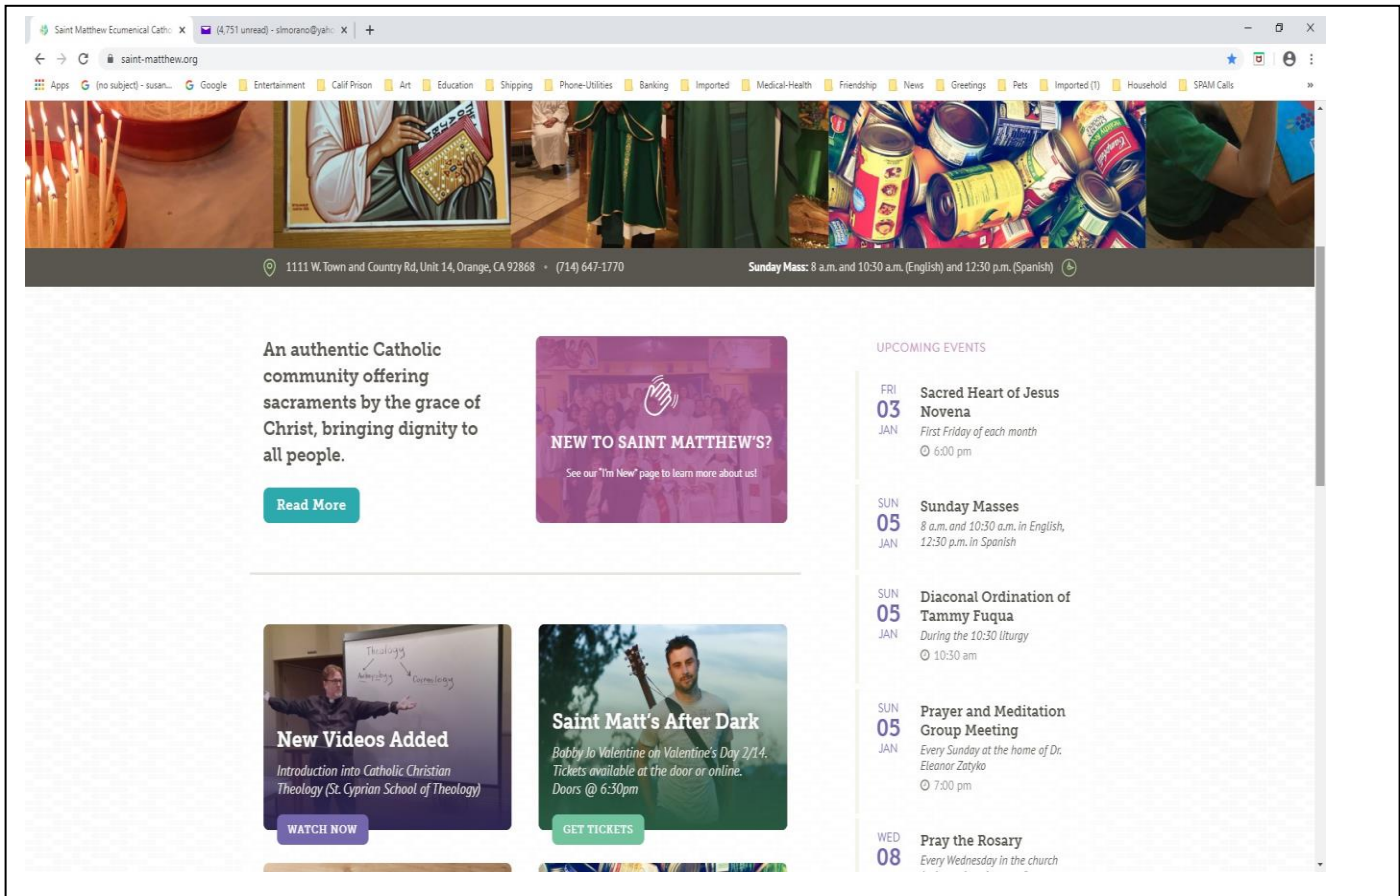 Saint Matthew Ecumenical Catho
(4,751 unread) - slmorano@yaho
saint-matthew.org
Apps
(no subject) - susan...
Google
Entertainment
Calif Prison
Art
Education
Shipping
Phone-Utilities
Banking
Imported
Medical-Health
Friendship
News
Greetings
Pets
Imported (1)
Household
SPAM Calls
»
Campbell's
1111 W. Town and Country Rd, Unit 14, Orange, CA 92868 • (714) 647-1770
Sunday Mass: 8 a.m. and 10:30 a.m. (English) and 12:30 p.m. (Spanish)
An authentic Catholic
community offering
sacraments by the grace of
Christ, bringing dignity to
all people.
Read More
NEW TO SAINT MATTHEW'S?
See our "I'm New" page to learn more about us!
Theology
Cosmology
New Videos Added
Introduction into Catholic Christian
Theology (St. Cyprian School of Theology)
WATCH NOW
Saint Matt's After Dark
Bobby Jo Valentine on Valentine's Day 2/14.
Tickets available at the door or online.
Doors @ 6:30pm
GET TICKETS
UPCOMING EVENTS
FRI
03
JAN
Sacred Heart of Jesus
Novena
First Friday of each month
6:00 pm
SUN
05
JAN
Sunday Masses
8 a.m. and 10:30 a.m. in English,
12:30 p.m. in Spanish
SUN
05
JAN
Diaconal Ordination of
Tammy Fuqua
During the 10:30 liturgy
10:30 am
SUN
05
JAN
Prayer and Meditation
Group Meeting
Every Sunday at the home of Dr.
Eleanor Zatyko
7:00 pm
WED
08
Pray the Rosary
Every Wednesday in the church